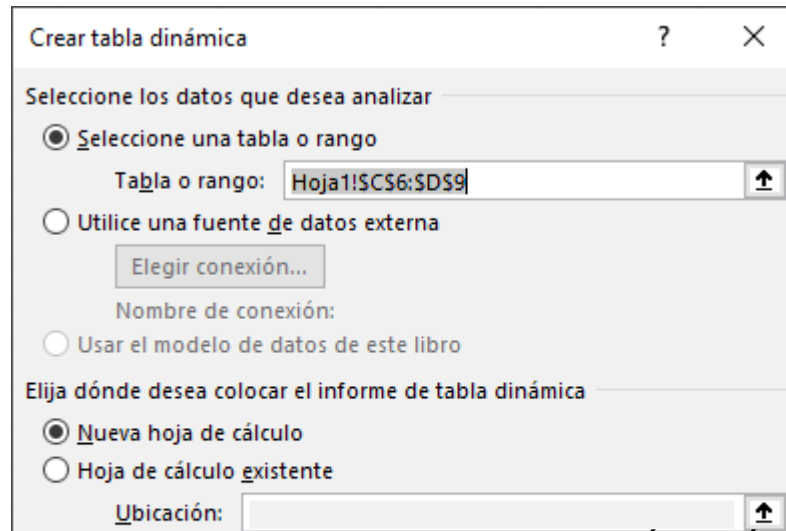 Crear tabla dinámica ?
Seleccione los datos que desea analizar
Seleccione una tabla o rango
Tabla o rango: Hoja1!$C$6:$D$9
Utilice una fuente de datos externa
Elegir conexión...
Nombre de conexión:
Usar el modelo de datos de este libro
Elija dónde desea colocar el informe de tabla dinámica
Nueva hoja de cálculo
Hoja de cálculo existente
Ubicación: